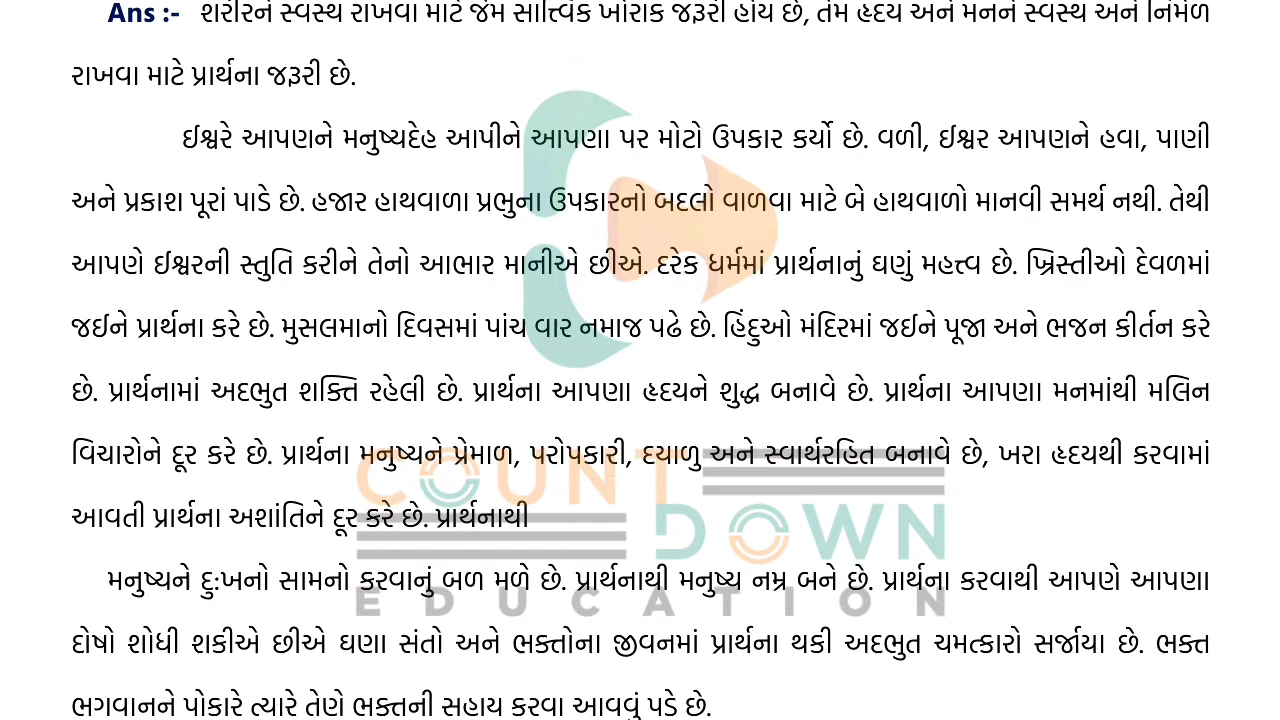 Ans :- શરીરને સ્વસ્થ રાખવા માટે જેમ સાત્ત્વિક ખોરાક જરૂરી હોય છે, તેમ હૃદય અને મનને સ્વસ્થ અને નિર્મળ
રાખવા માટે પ્રાર્થના જરૂરી છે.
ઈશ્વરે આપણને મનુષ્યદેહ આપીને આપણા પર મોટો ઉપકાર કર્યો છે. વળી, ઈશ્વર આપણને હવા, પાણી
અને પ્રકાશ પૂરાં પાડે છે. હજાર હાથવાળા પ્રભુના ઉપકારનો બદલો વાળવા માટે બે હાથવાળો માનવી સમર્થ નથી. તેથી
આપણે ઈશ્વરની સ્તુતિ કરીને તેનો આભાર માનીએ છીએ. દરેક ધર્મમાં પ્રાર્થનાનું ઘણું મહત્ત્વ છે. ખ્રિસ્તીઓ દેવળમાં
જઈને પ્રાર્થના કરે છે. મુસલમાનો દિવસમાં પાંચ વાર નમાજ પઢે છે. હિંદુઓ મંદિરમાં જઈને પૂજા અને ભજન કીર્તન કરે
છે. પ્રાર્થનામાં અદભુત શક્તિ રહેલી છે. પ્રાર્થના આપણા હૃદયને શુદ્ધ બનાવે છે. પ્રાર્થના આપણા મનમાંથી મલિન
વિચારોને દૂર કરે છે. પ્રાર્થના મનુષ્યને પ્રેમાળ, પરોપકારી, દયાળુ અને સ્વાર્થરહિત બનાવે છે, ખરા હૃદયથી કરવામાં
આવતી પ્રાર્થના અશાંતિને દૂર કરે છે. પ્રાર્થનાથી
મનુષ્યને દુ:ખનો સામનો કરવાનું બળ મળે છે. પ્રાર્થનાથી મનુષ્ય નમ્ર બને છે. પ્રાર્થના કરવાથી આપણે આપણા
દોષો શોધી શકીએ છીએ ઘણા સંતો અને ભક્તોના જીવનમાં પ્રાર્થના થકી અદભુત ચમત્કારો સર્જાયા છે. ભક્ત
ભગવાનને પોકારે ત્યારે તેણે ભક્તની સહાય કરવા આવવું પડે છે.
COUNT
DOWN
EDUCATION